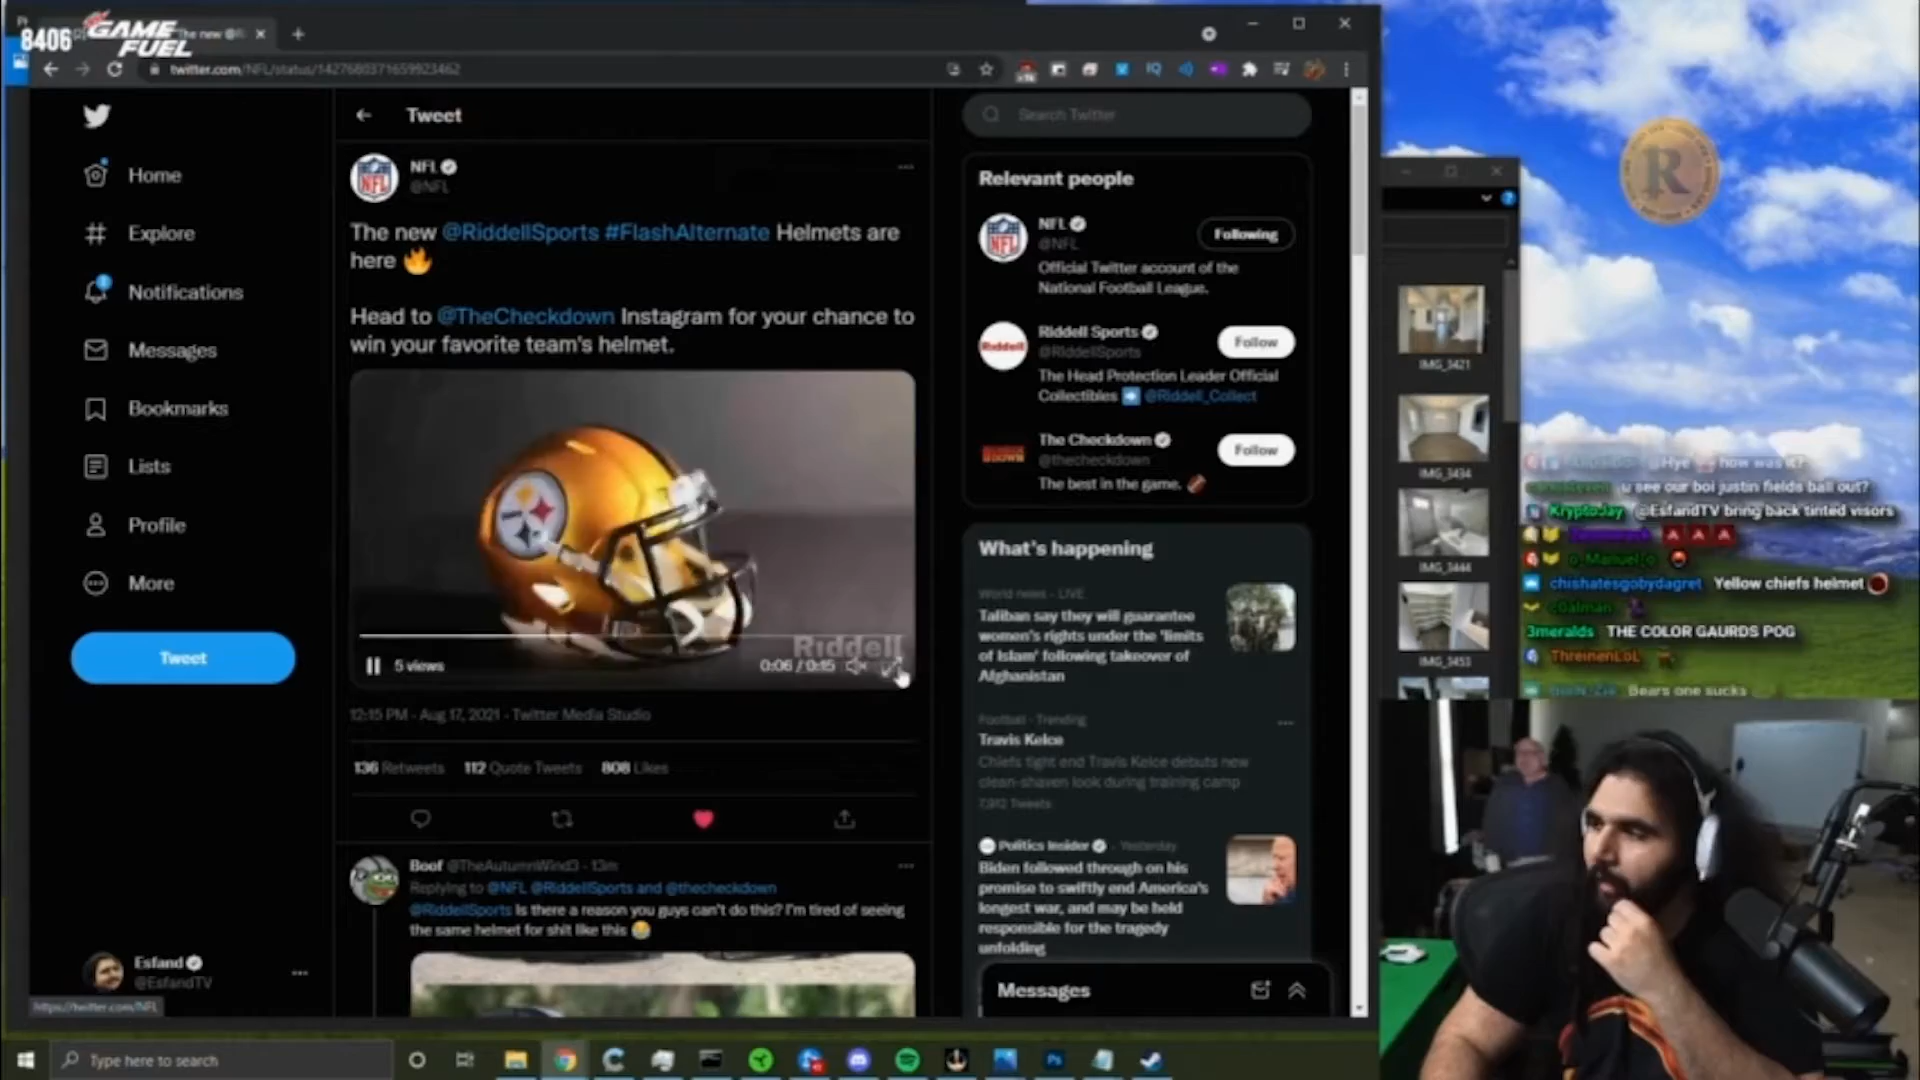 8406
GAME
FUEL
The new @R
twitter.com/NFL/status/1427680371659923462
Home
Explore
Notifications
Messages
Bookmarks
Lists
Profile
More
Tweet
Esfand
@EsfandTV
https://twitter.com/NFL
Tweet
NFL
@NFL
The new @RiddellSports #FlashAlternate Helmets are
here 🔥
Head to @TheCheckdown Instagram for your chance to
win your favorite team's helmet.
Riddell
5 views
0:06 / 0:15
12:15 PM · Aug 17, 2021 · Twitter Media Studio
136 Retweets 112 Quote Tweets 808 Likes
Boof @TheAutumnWind3 · 13m
Replying to @NFL @RiddellSports and @thecheckdown
@RiddellSports Is there a reason you guys can't do this? I'm tired of seeing
the same helmet for shit like this 😂
Search Twitter
Relevant people
NFL
@NFL
Following
Official Twitter account of the
National Football League.
Riddell
Riddell Sports
@RiddellSports
Follow
The Head Protection Leader Official
Collectibles ➡️ @Riddell_Collect
The Checkdown
@thecheckdown
Follow
The best in the game. 🏈
What's happening
World news · LIVE
Taliban say they will guarantee
women's rights under the 'limits
of Islam' following takeover of
Afghanistan
Football · Trending
Travis Kelce
Chiefs tight end Travis Kelce debuts new
clean-shaven look during training camp
7,912 Tweets
Politics Insider · Yesterday
Biden followed through on his
promise to swiftly end America's
longest war, and may be held
responsible for the tragedy
unfolding
Messages
IMG_3421
IMG_3434
IMG_3444
IMG_3453
R
@Hye how was it?
u see our boi justin fields ball out?
KryptoJay @EsfandTV bring back tinted visors
o_Manuel_o
chishatesgobydagret Yellow chiefs helmet
cGalman
3meralds THE COLOR GAURDS POG
ThreinenLoL
Bears one sucks
Type here to search